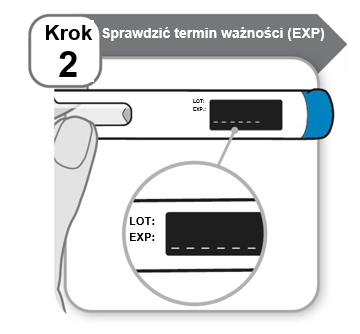 Krok
2
Sprawdzić termin ważności (EXP)
LOT:
EXP.:
LOT:
EXP: